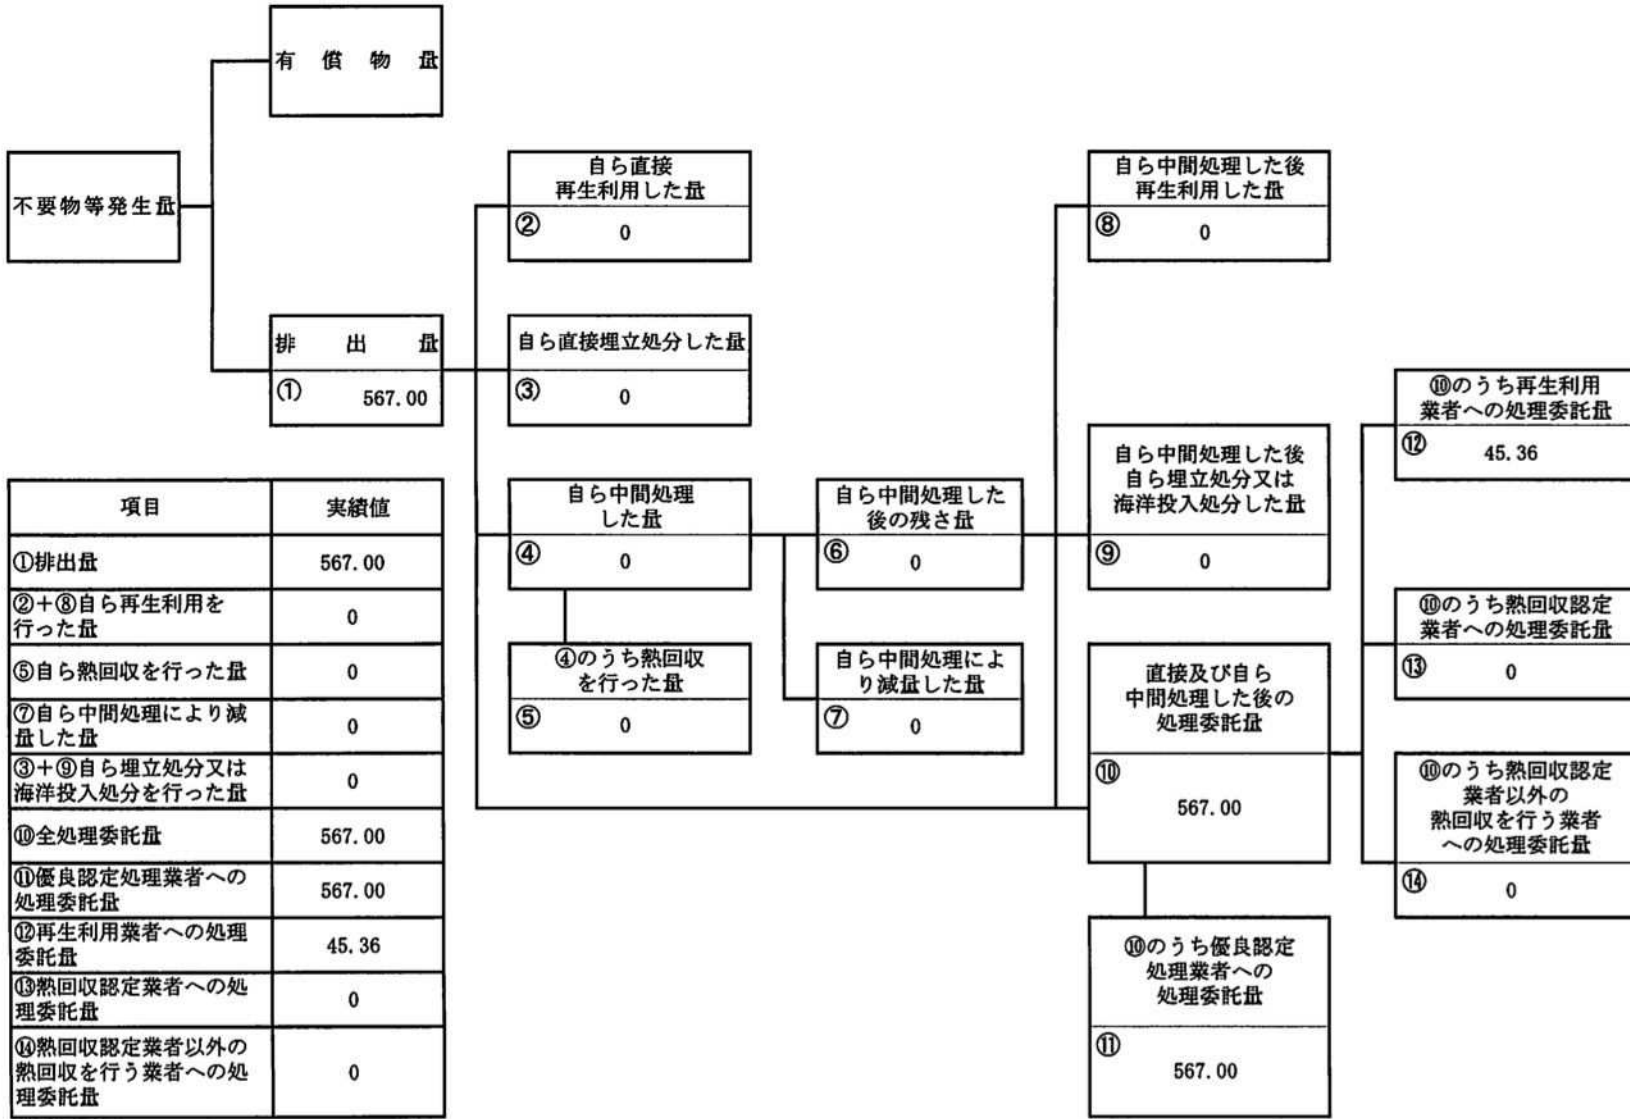 有償物量
不要物等発生量
排出量
① 567.00
自ら直接
再生利用した量
② 0
自ら直接埋立処分した量
③ 0
自ら中間処理
した量
④ 0
④のうち熱回収
を行った量
⑤ 0
自ら中間処理した
後の残さ量
⑥ 0
自ら中間処理によ
り減量した量
⑦ 0
自ら中間処理した後
再生利用した量
⑧ 0
自ら中間処理した後
自ら埋立処分又は
海洋投入処分した量
⑨ 0
直接及び自ら
中間処理した後の
処理委託量
⑩
567.00
⑩のうち優良認定
処理業者への
処理委託量
⑪
567.00
⑩のうち再生利用
業者への処理委託量
⑫ 45.36
⑩のうち熱回収認定
業者への処理委託量
⑬ 0
⑩のうち熱回収認定
業者以外の
熱回収を行う業者
への処理委託量
⑭ 0
項目 実績値
①排出量 567.00
②+⑧自ら再生利用を
行った量 0
⑤自ら熱回収を行った量 0
⑦自ら中間処理により減
量した量 0
③+⑨自ら埋立処分又は
海洋投入処分を行った量 0
⑩全処理委託量 567.00
⑪優良認定処理業者への
処理委託量 567.00
⑫再生利用業者への処理
委託量 45.36
⑬熱回収認定業者への処
理委託量 0
⑭熱回収認定業者以外の
熱回収を行う業者への処
理委託量 0